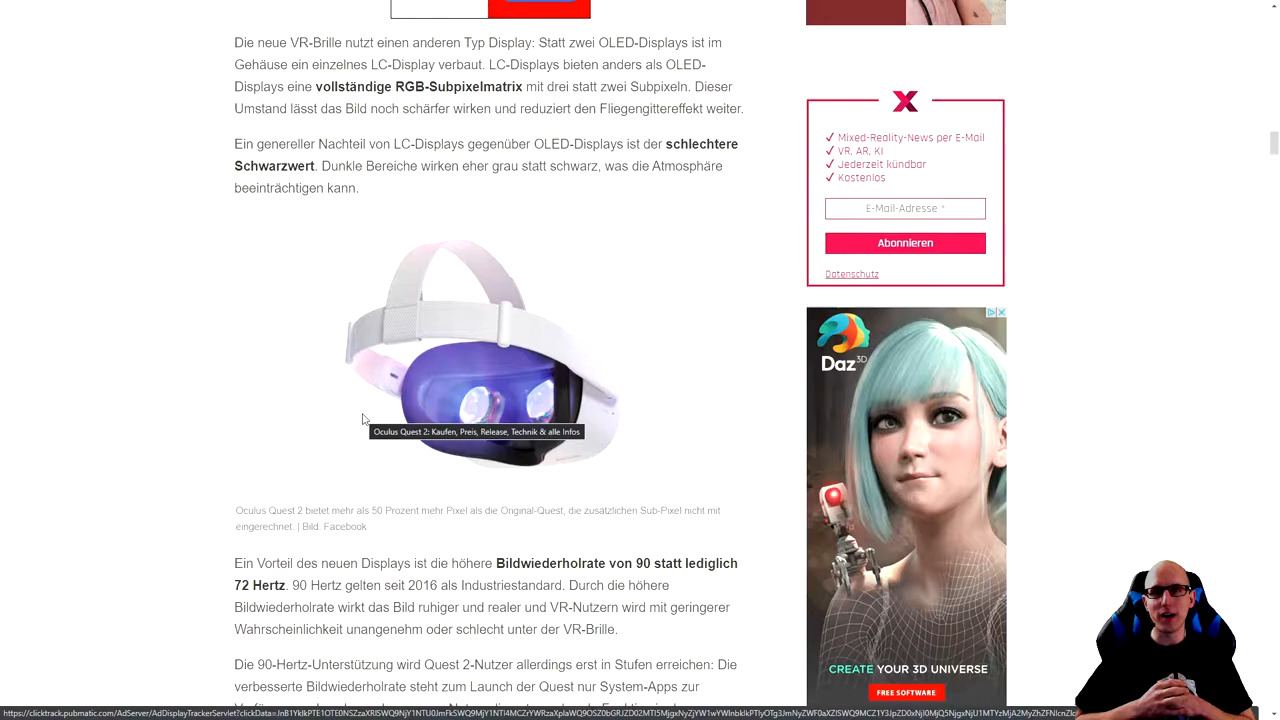 Die neue VR-Brille nutzt einen anderen Typ Display: Statt zwei OLED-Displays ist im
Gehäuse ein einzelnes LC-Display verbaut. LC-Displays bieten anders als OLED-
Displays eine vollständige RGB-Subpixelmatrix mit drei statt zwei Subpixeln. Dieser
Umstand lässt das Bild noch schärfer wirken und reduziert den Fliegengittereffekt weiter.
Ein genereller Nachteil von LC-Displays gegenüber OLED-Displays ist der schlechtere
Schwarzwert. Dunkle Bereiche wirken eher grau statt schwarz, was die Atmosphäre
beeinträchtigen kann.
Oculus Quest 2: Kaufen, Preis, Release, Technik & alle Infos
Oculus Quest 2 bietet mehr als 50 Prozent mehr Pixel als die Original-Quest, die zusätzlichen Sub-Pixel nicht mit
eingerechnet. | Bild: Facebook
Ein Vorteil des neuen Displays ist die höhere Bildwiederholrate von 90 statt lediglich
72 Hertz. 90 Hertz gelten seit 2016 als Industriestandard. Durch die höhere
Bildwiederholrate wirkt das Bild ruhiger und realer und VR-Nutzern wird mit geringerer
Wahrscheinlichkeit unangenehm oder schlecht unter der VR-Brille.
Die 90-Hertz-Unterstützung wird Quest 2-Nutzer allerdings erst in Stufen erreichen: Die
verbesserte Bildwiederholrate steht zum Launch der Quest nur System-Apps zur
X
✓ Mixed-Reality-News per E-Mail
✓ VR, AR, KI
✓ Jederzeit kündbar
✓ Kostenlos
E-Mail-Adresse *
Abonnieren
Datenschutz
Daz 3D
CREATE YOUR 3D UNIVERSE
FREE SOFTWARE